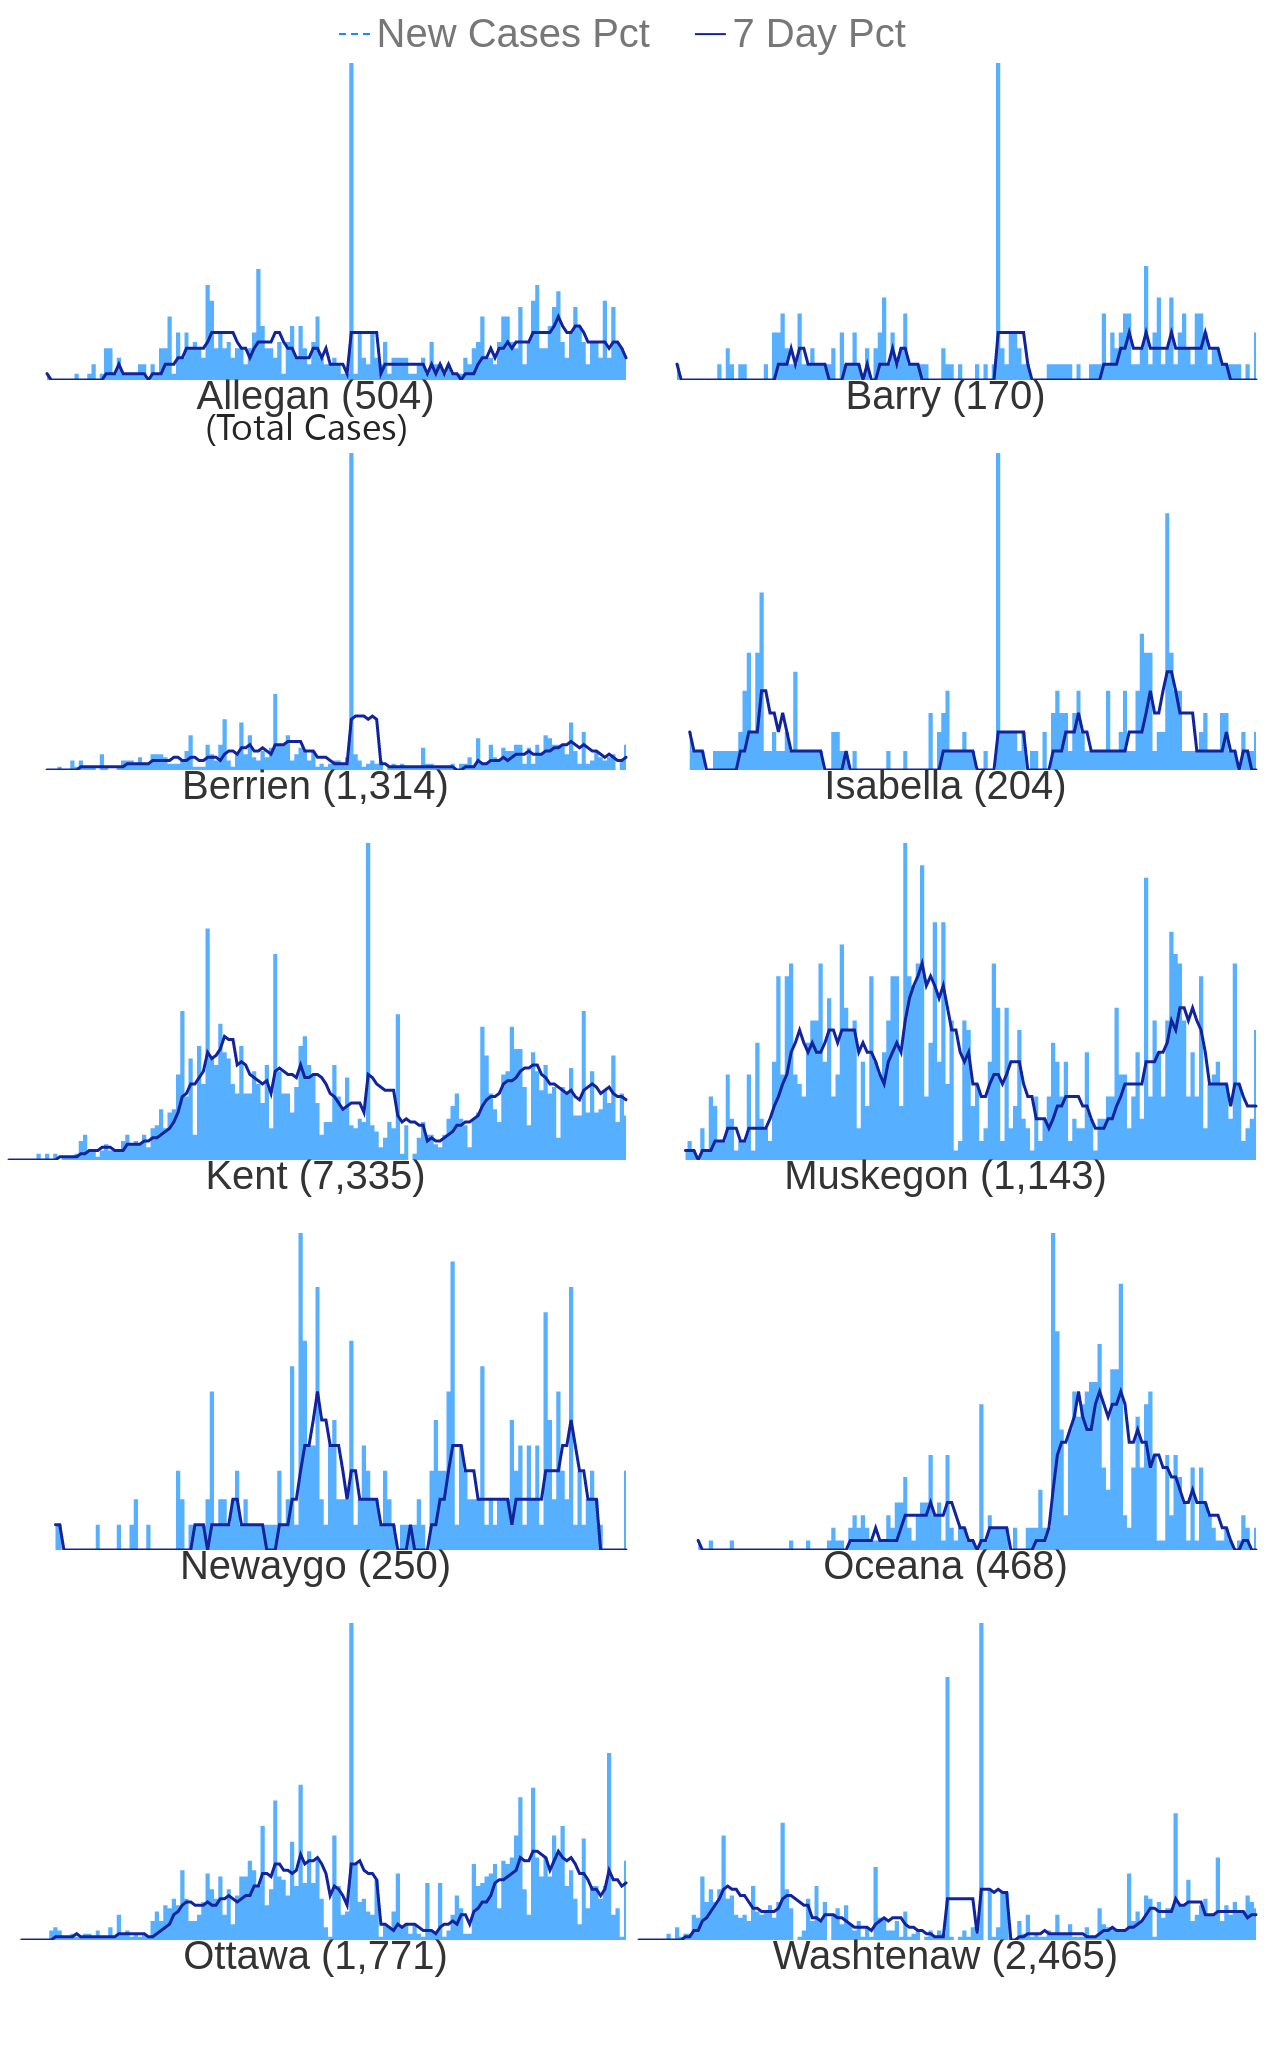 New Cases Pct 7 Day Pct
Allegan (504) Barry (170)
(Total Cases)
Berrien (1,314) Isabella (204)
Kent (7,335) Muskegon (1,143)
Newaygo (250) Oceana (468)
Ottawa (1,771) Washtenaw (2,465)